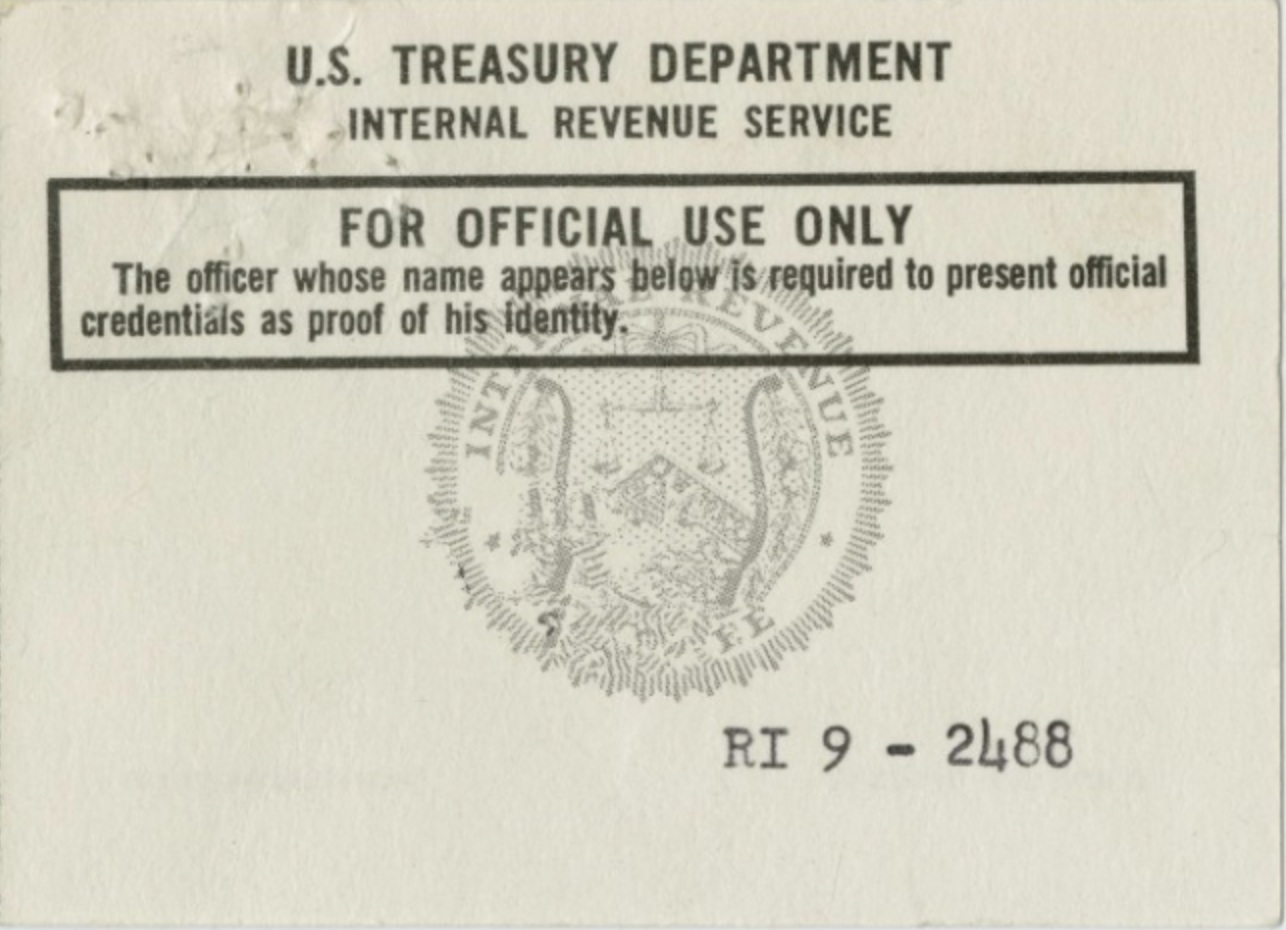 U.S. TREASURY DEPARTMENT
INTERNAL REVENUE SERVICE
FOR OFFICIAL USE ONLY
The officer whose name appears below is required to present official
credentials as proof of his identity.
INTERNAL REVENUE
RI 9 - 2488